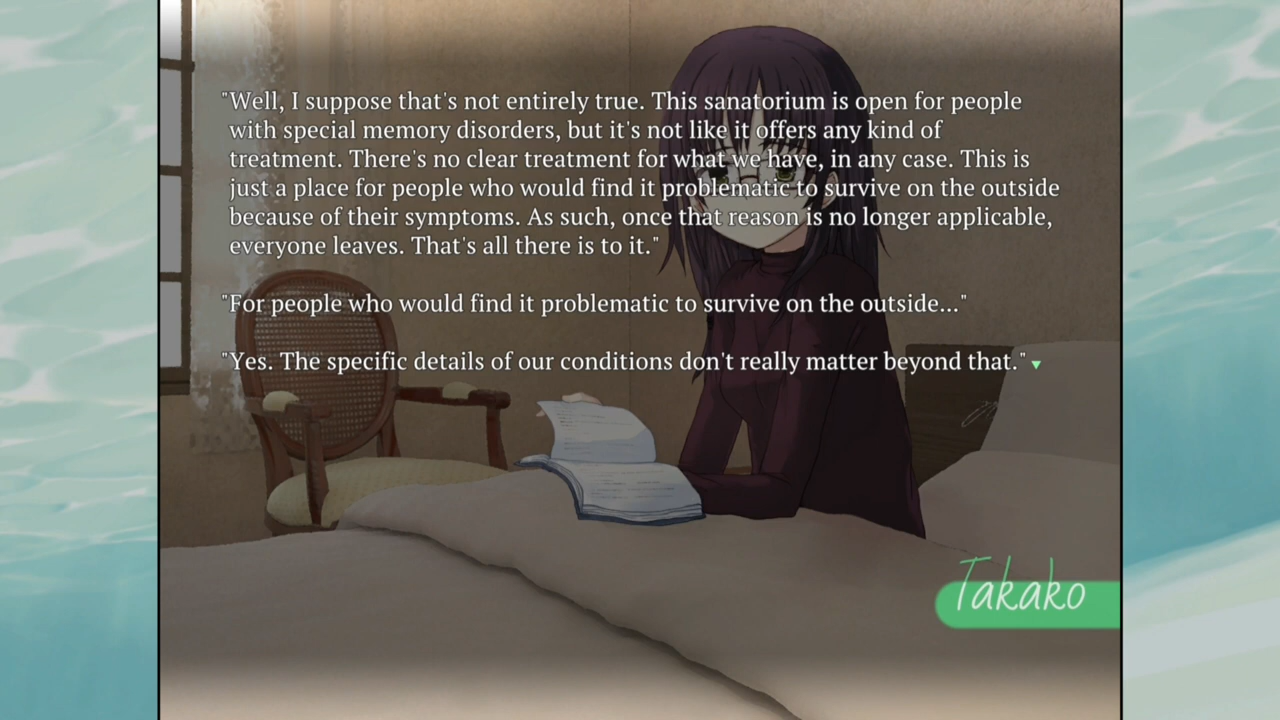 "Well, I suppose that's not entirely true. This sanatorium is open for people
with special memory disorders, but it's not like it offers any kind of
treatment. There's no clear treatment for what we have, in any case. This is
just a place for people who would find it problematic to survive on the outside
because of their symptoms. As such, once that reason is no longer applicable,
everyone leaves. That's all there is to it."
"For people who would find it problematic to survive on the outside..."
"Yes. The specific details of our conditions don't really matter beyond that."
Takako